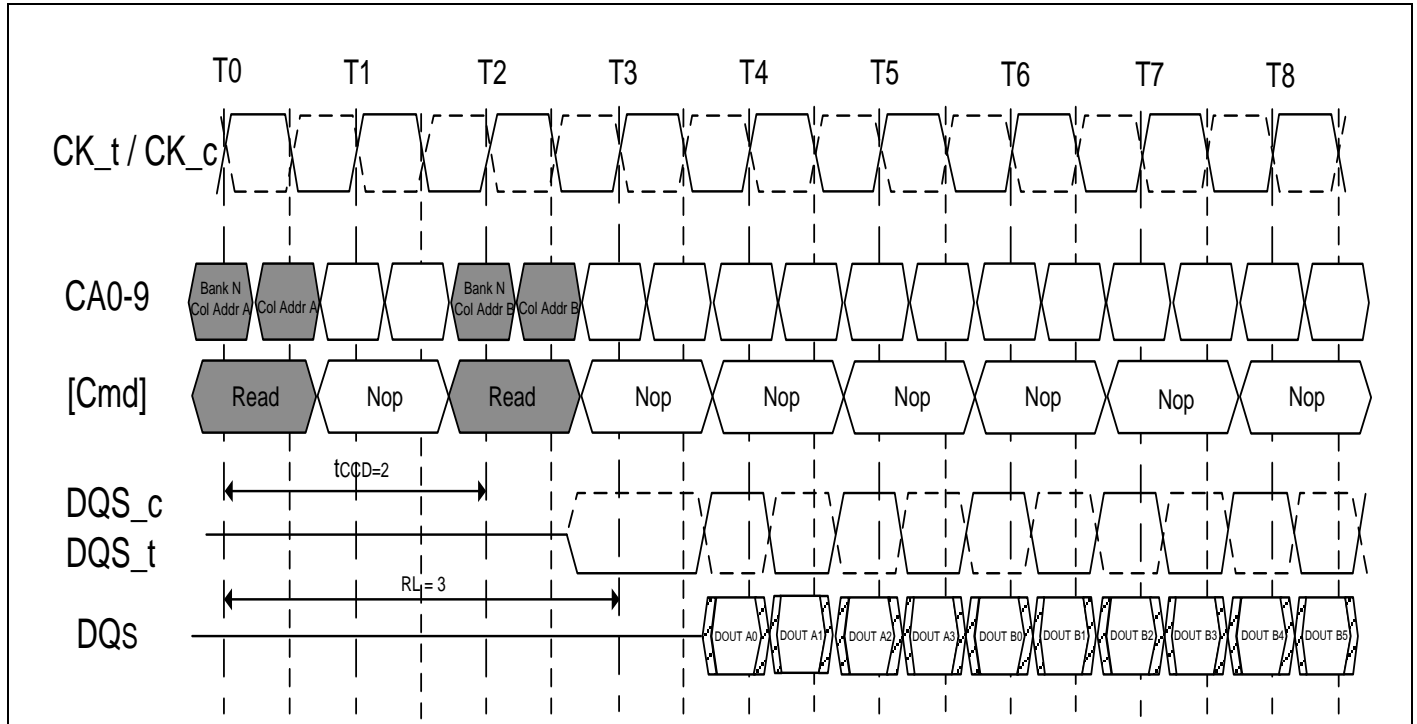 T0 T1 T2 T3 T4 T5 T6 T7 T8
CK_t / CK_c
CA0-9
Bank N
Col Addr A
Col Addr A
Bank N
Col Addr B
Col Addr B
[Cmd]
Read Nop Read Nop Nop Nop Nop Nop Nop
tCCD=2
DQS_c
DQS_t
RL = 3
DQs
DOUT A0 DOUT A1 DOUT A2 DOUT A3 DOUT B0 DOUT B1 DOUT B2 DOUT B3 DOUT B4 DOUT B5